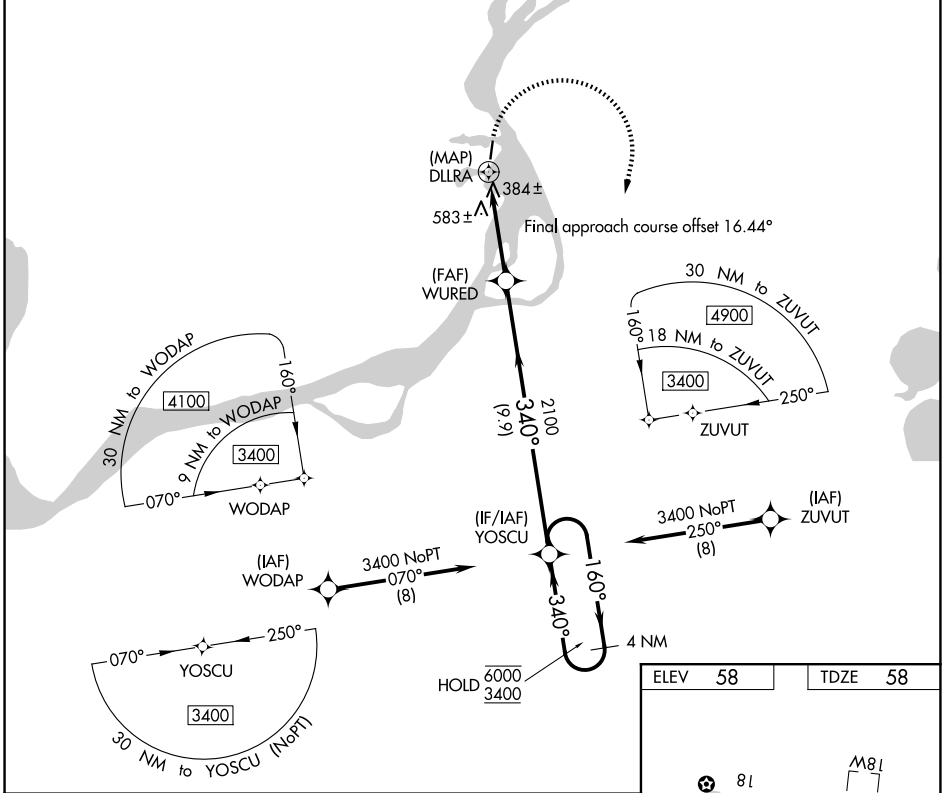 (MAP)
DLLRA
384±
583±
Final approach course offset 16.44°
(FAF)
WURED
30 NM to ZUVUT
4900
160°
18 NM to ZUVUT
3400
250°
ZUVUT
30 NM to WODAP
4100
160°
9 NM to WODAP
3400
070°
WODAP
2100
340°
(9.9)
(IF/IAF)
YOSCU
3400 NoPT
250°
(8)
(IAF)
ZUVUT
(IAF)
WODAP
3400 NoPT
070°
(8)
160°
340°
4 NM
HOLD 6000
3400
070°
250°
YOSCU
3400
30 NM to YOSCU (NoPT)
ELEV 58
TDZE 58
18
18W